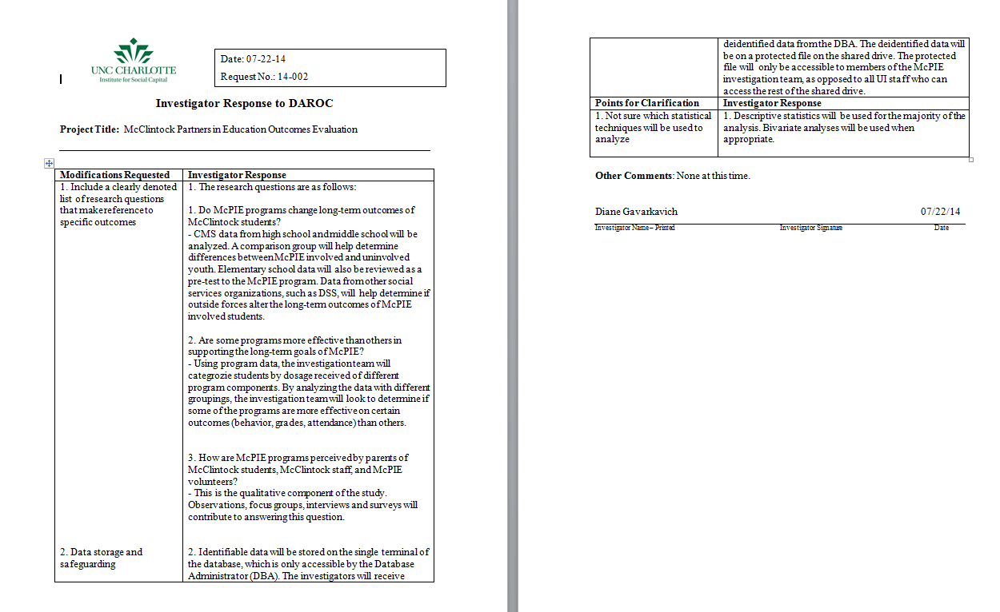 UNC CHARLOTTE
Institute for Social Capital
Date: 07-22-14
Request No.: 14-002
Investigator Response to DAROC
Project Title: McClintock Partners in Education Outcomes Evaluation
Modifications Requested
Investigator Response
1. Include a clearly denoted
list of research questions
that make reference to
specific outcomes
1. The research questions are as follows:
1. Do McPIE programs change long-term outcomes of
McClintock students?
- CMS data from high school and middle school will be
analyzed. A comparison group will help determine
differences between McPIE involved and uninvolved
youth. Elementary school data will also be reviewed as a
pre-test to the McPIE program. Data from other social
services organizations, such as DSS, will help determine if
outside forces alter the long-term outcomes of McPIE
involved students.
2. Are some programs more effective than others in
supporting the long-term goals of McPIE?
- Using program data, the investigation team will
categrozie students by dosage received of different
program components. By analyzing the data with different
groupings, the investigation team will look to determine if
some of the programs are more effective on certain
outcomes (behavior, grades, attendance) than others.
3. How are McPIE programs perceived by parents of
McClintock students, McClintock staff, and McPIE
volunteers?
- This is the qualitative component of the study.
Observations, focus groups, interviews and surveys will
contribute to answering this question.
2. Data storage and
safeguarding
2. Identifiable data will be stored on the single terminal of
the database, which is only accessible by the Database
Administrator (DBA). The investigators will receive
deidentified data from the DBA. The deidentified data will
be on a protected file on the shared drive. The protected
file will only be accessible to members of the McPIE
investigation team, as opposed to all UI staff who can
access the rest of the shared drive.
Points for Clarification
Investigator Response
1. Not sure which statistical
techniques will be used to
analyze
1. Descriptive statistics will be used for the majority of the
analysis. Bivariate analyses will be used when
appropriate.
Other Comments: None at this time.
Diane Gavarkavich
07/22/14
Investigator Name – Printed
Investigator Signature
Date